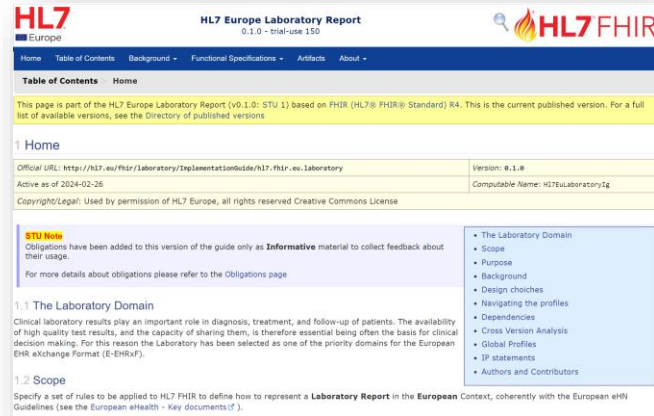 HL7
Europe
HL7 Europe Laboratory Report
0.1.0 - trial-use 150
HL7 FHIR
Home Table of Contents Background Functional Specifications Artifacts About
Table of Contents Home
This page is part of the HL7 Europe Laboratory Report (v0.1.0: STU 1) based on FHIR (HL7® FHIR® Standard) R4. This is the current published version. For a full
list of available versions, see the Directory of published versions
1 Home
Official URL: http://hl7.eu/fhir/laboratory/ImplementationGuide/hl7.fhir.eu.laboratory Version: 0.1.0
Active as of 2024-02-26 Computable Name: Hl7EuLaboratoryIg
Copyright/Legal: Used by permission of HL7 Europe, all rights reserved Creative Commons License
STU Note
Obligations have been added to this version of the guide only as Informative material to collect feedback about
their usage.
For more details about obligations please refer to the Obligations page
• The Laboratory Domain
• Scope
• Purpose
• Background
• Design choiches
• Navigating the profiles
• Dependencies
• Cross Version Analysis
• Global Profiles
• IP statements
• Authors and Contributors
1.1 The Laboratory Domain
Clinical laboratory results play an important role in diagnosis, treatment, and follow-up of patients. The availability
of high quality test results, and the capacity of sharing them, is therefore essential being often the basis for clinical
decision making. For this reason the Laboratory has been selected as one of the priority domains for the European
EHR eXchange Format (E-EHRxF).
1.2 Scope
Specify a set of rules to be applied to HL7 FHIR to define how to represent a Laboratory Report in the European Context, coherently with the European eHN
Guidelines (see the European eHealth - Key documents ).